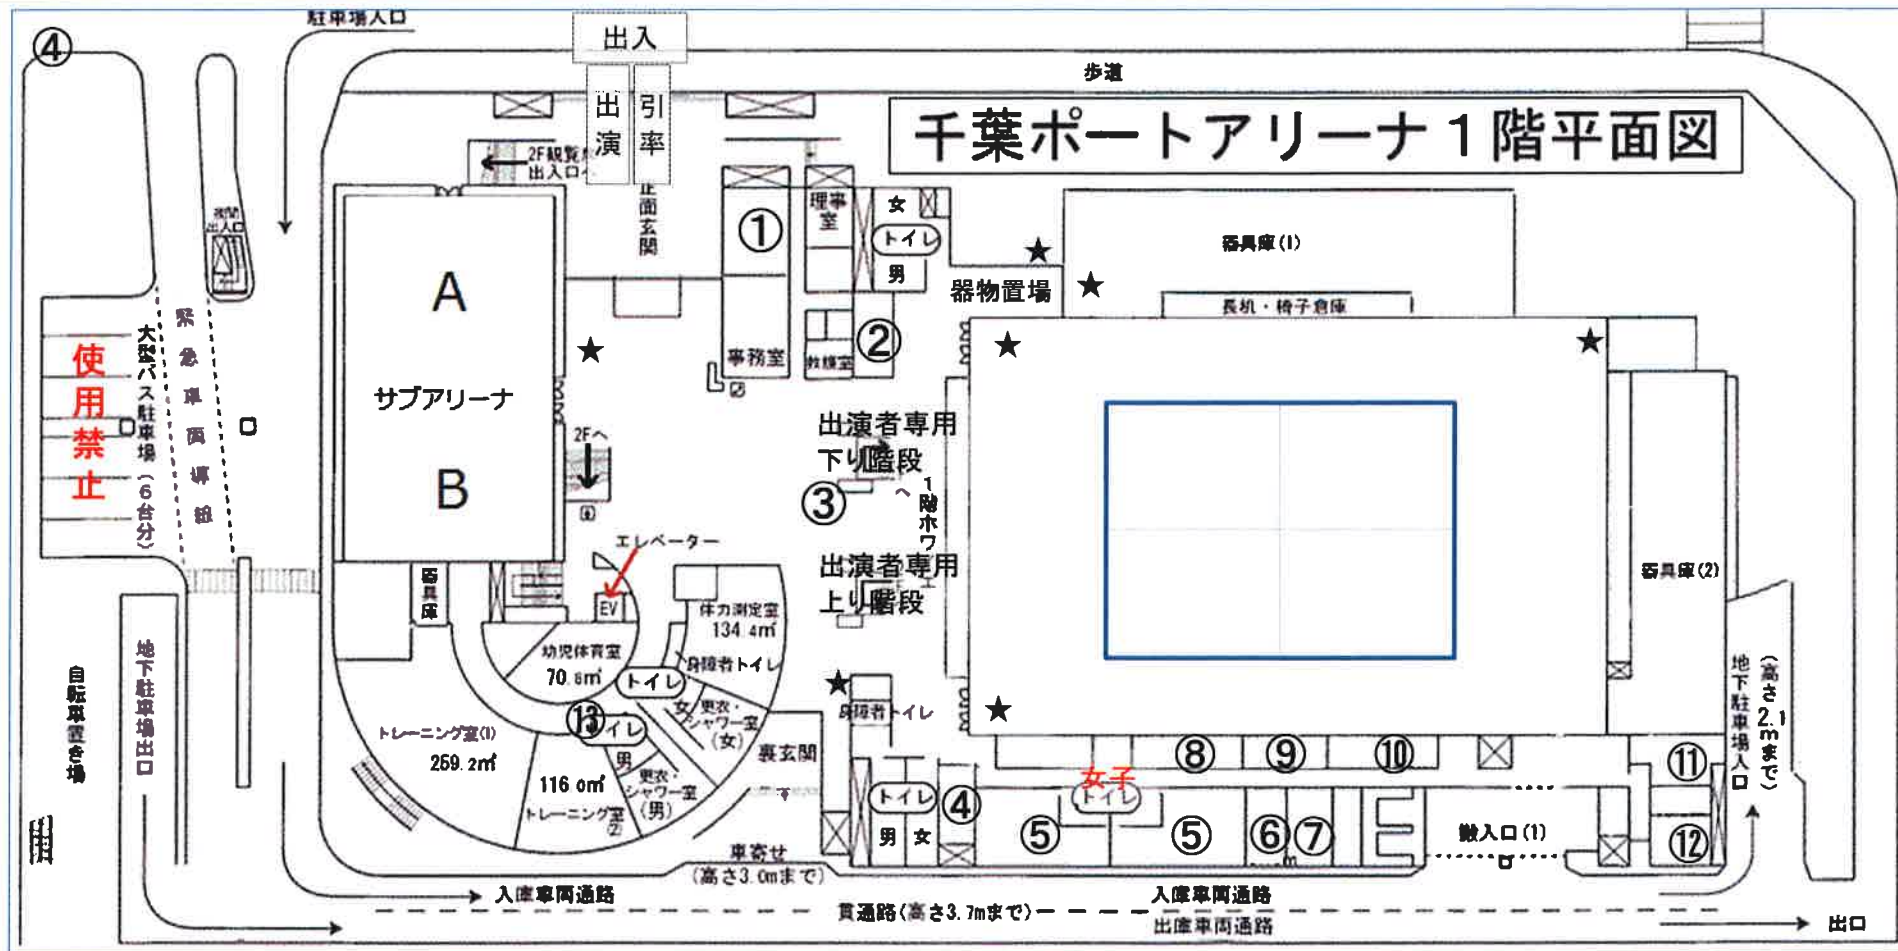 駐車場入口
④
出入
出演
引率
歩道
千葉ポートアリーナ１階平面図
2F観覧席
出入口へ
正面玄関
夜間
出入口
①
理事室
女
トイレ
男
器具庫(1)
器物置場
長机・椅子倉庫
A
サブアリーナ
B
事務室
救護室
②
使用禁止
大型バス駐車場（6台分）
緊急車両導線
2Fへ
出演者専用
下り階段
③
1階ホワイエ
出演者専用
上り階段
器具庫(2)
エレベーター
EV
器具庫
体力測定室
134.4㎡
幼児体育室
70.8㎡
身障者トイレ
トイレ
女
更衣・
シャワー室
(女)
⑬
トイレ
男
更衣・
シャワー室
(男)
トレーニング室(1)
259.2㎡
116.0㎡
トレーニング室
②
裏玄関
身障者トイレ
自転車置き場
地下駐車場出口
地下駐車場入口
(高さ2.1mまで)
⑧
⑨
⑩
⑪
女子
トイレ
トイレ
男
女
④
⑤
⑤
⑥
⑦
搬入口(1)
⑫
車寄せ
(高さ3.0mまで)
入庫車両通路
入庫車両通路
貫通路(高さ3.7mまで)
出庫車両通路
出口